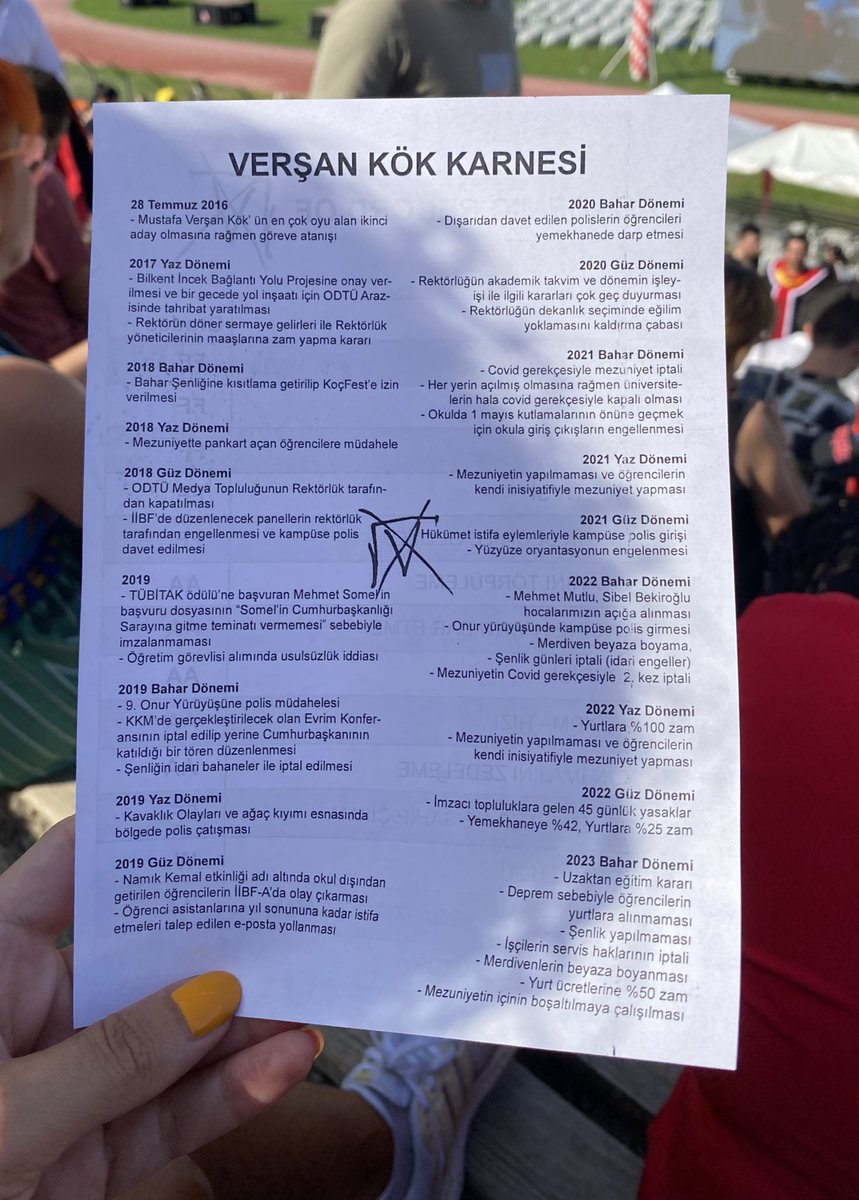 VERŞAN KÖK KARNESİ
28 Temmuz 2016
- Mustafa Verşan Kök' ün en çok oyu alan ikinci
aday olmasına rağmen göreve atanışı
2017 Yaz Dönemi
- Bilkent İncek Bağlantı Yolu Projesine onay ver-
ilmesi ve bir gecede yol inşaatı için ODTÜ Araz-
isinde tahribat yaratılması
- Rektörün döner sermaye gelirleri ile Rektörlük
yöneticilerinin maaşlarına zam yapma kararı
2018 Bahar Dönemi
- Bahar Şenliğine kısıtlama getirilip KoçFest'e izin
verilmesi
2018 Yaz Dönemi
- Mezuniyette pankart açan öğrencilere müdahele
2018 Güz Dönemi
- ODTÜ Medya Topluluğunun Rektörlük tarafın-
dan kapatılması
- İİBF'de düzenlenecek panellerin rektörlük
tarafından engellenmesi ve kampüse polis
davet edilmesi
2019
- TÜBİTAK ödülü'ne başvuran Mehmet Somel'in
başvuru dosyasının "Somel'in Cumhurbaşkanlığı
Sarayına gitme teminatı vermemesi" sebebiyle
imzalanmaması
- Öğretim görevlisi alımında usulsüzlük iddiası
2019 Bahar Dönemi
- 9. Onur Yürüyüşüne polis müdahelesi
- KKM'de gerçekleştirilecek olan Evrim Konfer-
ansının iptal edilip yerine Cumhurbaşkanının
katıldığı bir tören düzenlenmesi
- Şenliğin idari bahaneler ile iptal edilmesi
2019 Yaz Dönemi
- Kavaklık Olayları ve ağaç kıyımı esnasında
bölgede polis çatışması
2019 Güz Dönemi
- Namık Kemal etkinliği adı altında okul dışından
getirilen öğrencilerin İİBF-A'da olay çıkarması
- Öğrenci asistanlarına yıl sonununa kadar istifa
etmeleri talep edilen e-posta yollanması
2020 Bahar Dönemi
- Dışarıdan davet edilen polislerin öğrencileri
yemekhanede darp etmesi
2020 Güz Dönemi
- Rektörlüğün akademik takvim ve dönemin işley-
işi ile ilgili kararları çok geç duyurması
- Rektörlüğün dekanlık seçiminde eğilim
yoklamasını kaldırma çabası
2021 Bahar Dönemi
- Covid gerekçesiyle mezuniyet iptali
- Her yerin açılmış olmasına rağmen üniversite-
lerin hala covid gerekçesiyle kapalı olması
- Okulda 1 mayıs kutlamalarının önüne geçmek
için okula giriş çıkışların engellenmesi
2021 Yaz Dönemi
- Mezuniyetin yapılmaması ve öğrencilerin
kendi inisiyatifiyle mezuniyet yapması
2021 Güz Dönemi
Hükümet istifa eylemleriyle kampüse polis girişi
- Yüzyüze oryantasyonun engelenmesi
2022 Bahar Dönemi
- Mehmet Mutlu, Sibel Bekiroğlu
hocalarımızın açığa alınması
- Onur yürüyüşünde kampüse polis girmesi
- Merdiven beyaza boyama,
- Şenlik günleri iptali (idari engeller)
- Mezuniyetin Covid gerekçesiyle 2. kez iptali
2022 Yaz Dönemi
- Yurtlara %100 zam
- Mezuniyetin yapılmaması ve öğrencilerin
kendi inisiyatifiyle mezuniyet yapması
2022 Güz Dönemi
- İmzacı topluluklara gelen 45 günlük yasaklar
- Yemekhaneye %42, Yurtlara %25 zam
2023 Bahar Dönemi
- Uzaktan eğitim kararı
- Deprem sebebiyle öğrencilerin
yurtlara alınmaması
- Şenlik yapılmaması
- İşçilerin servis haklarının iptali
- Merdivenlerin beyaza boyanması
- Yurt ücretlerine %50 zam
- Mezuniyetin içinin boşaltılmaya çalışılması